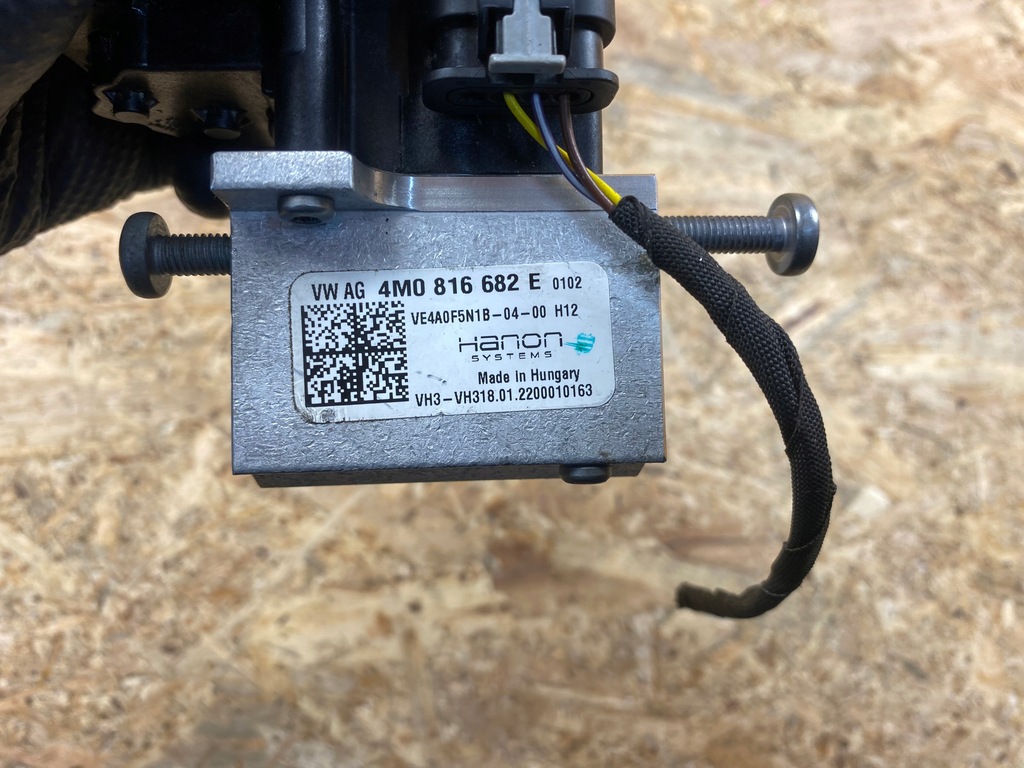 VW AG 4M0 816 682 E 0102
VE4A0F5N1B-04-00 H12
Hanon
SYSTEMS
Made in Hungary
VH3-VH318.01.2200010163